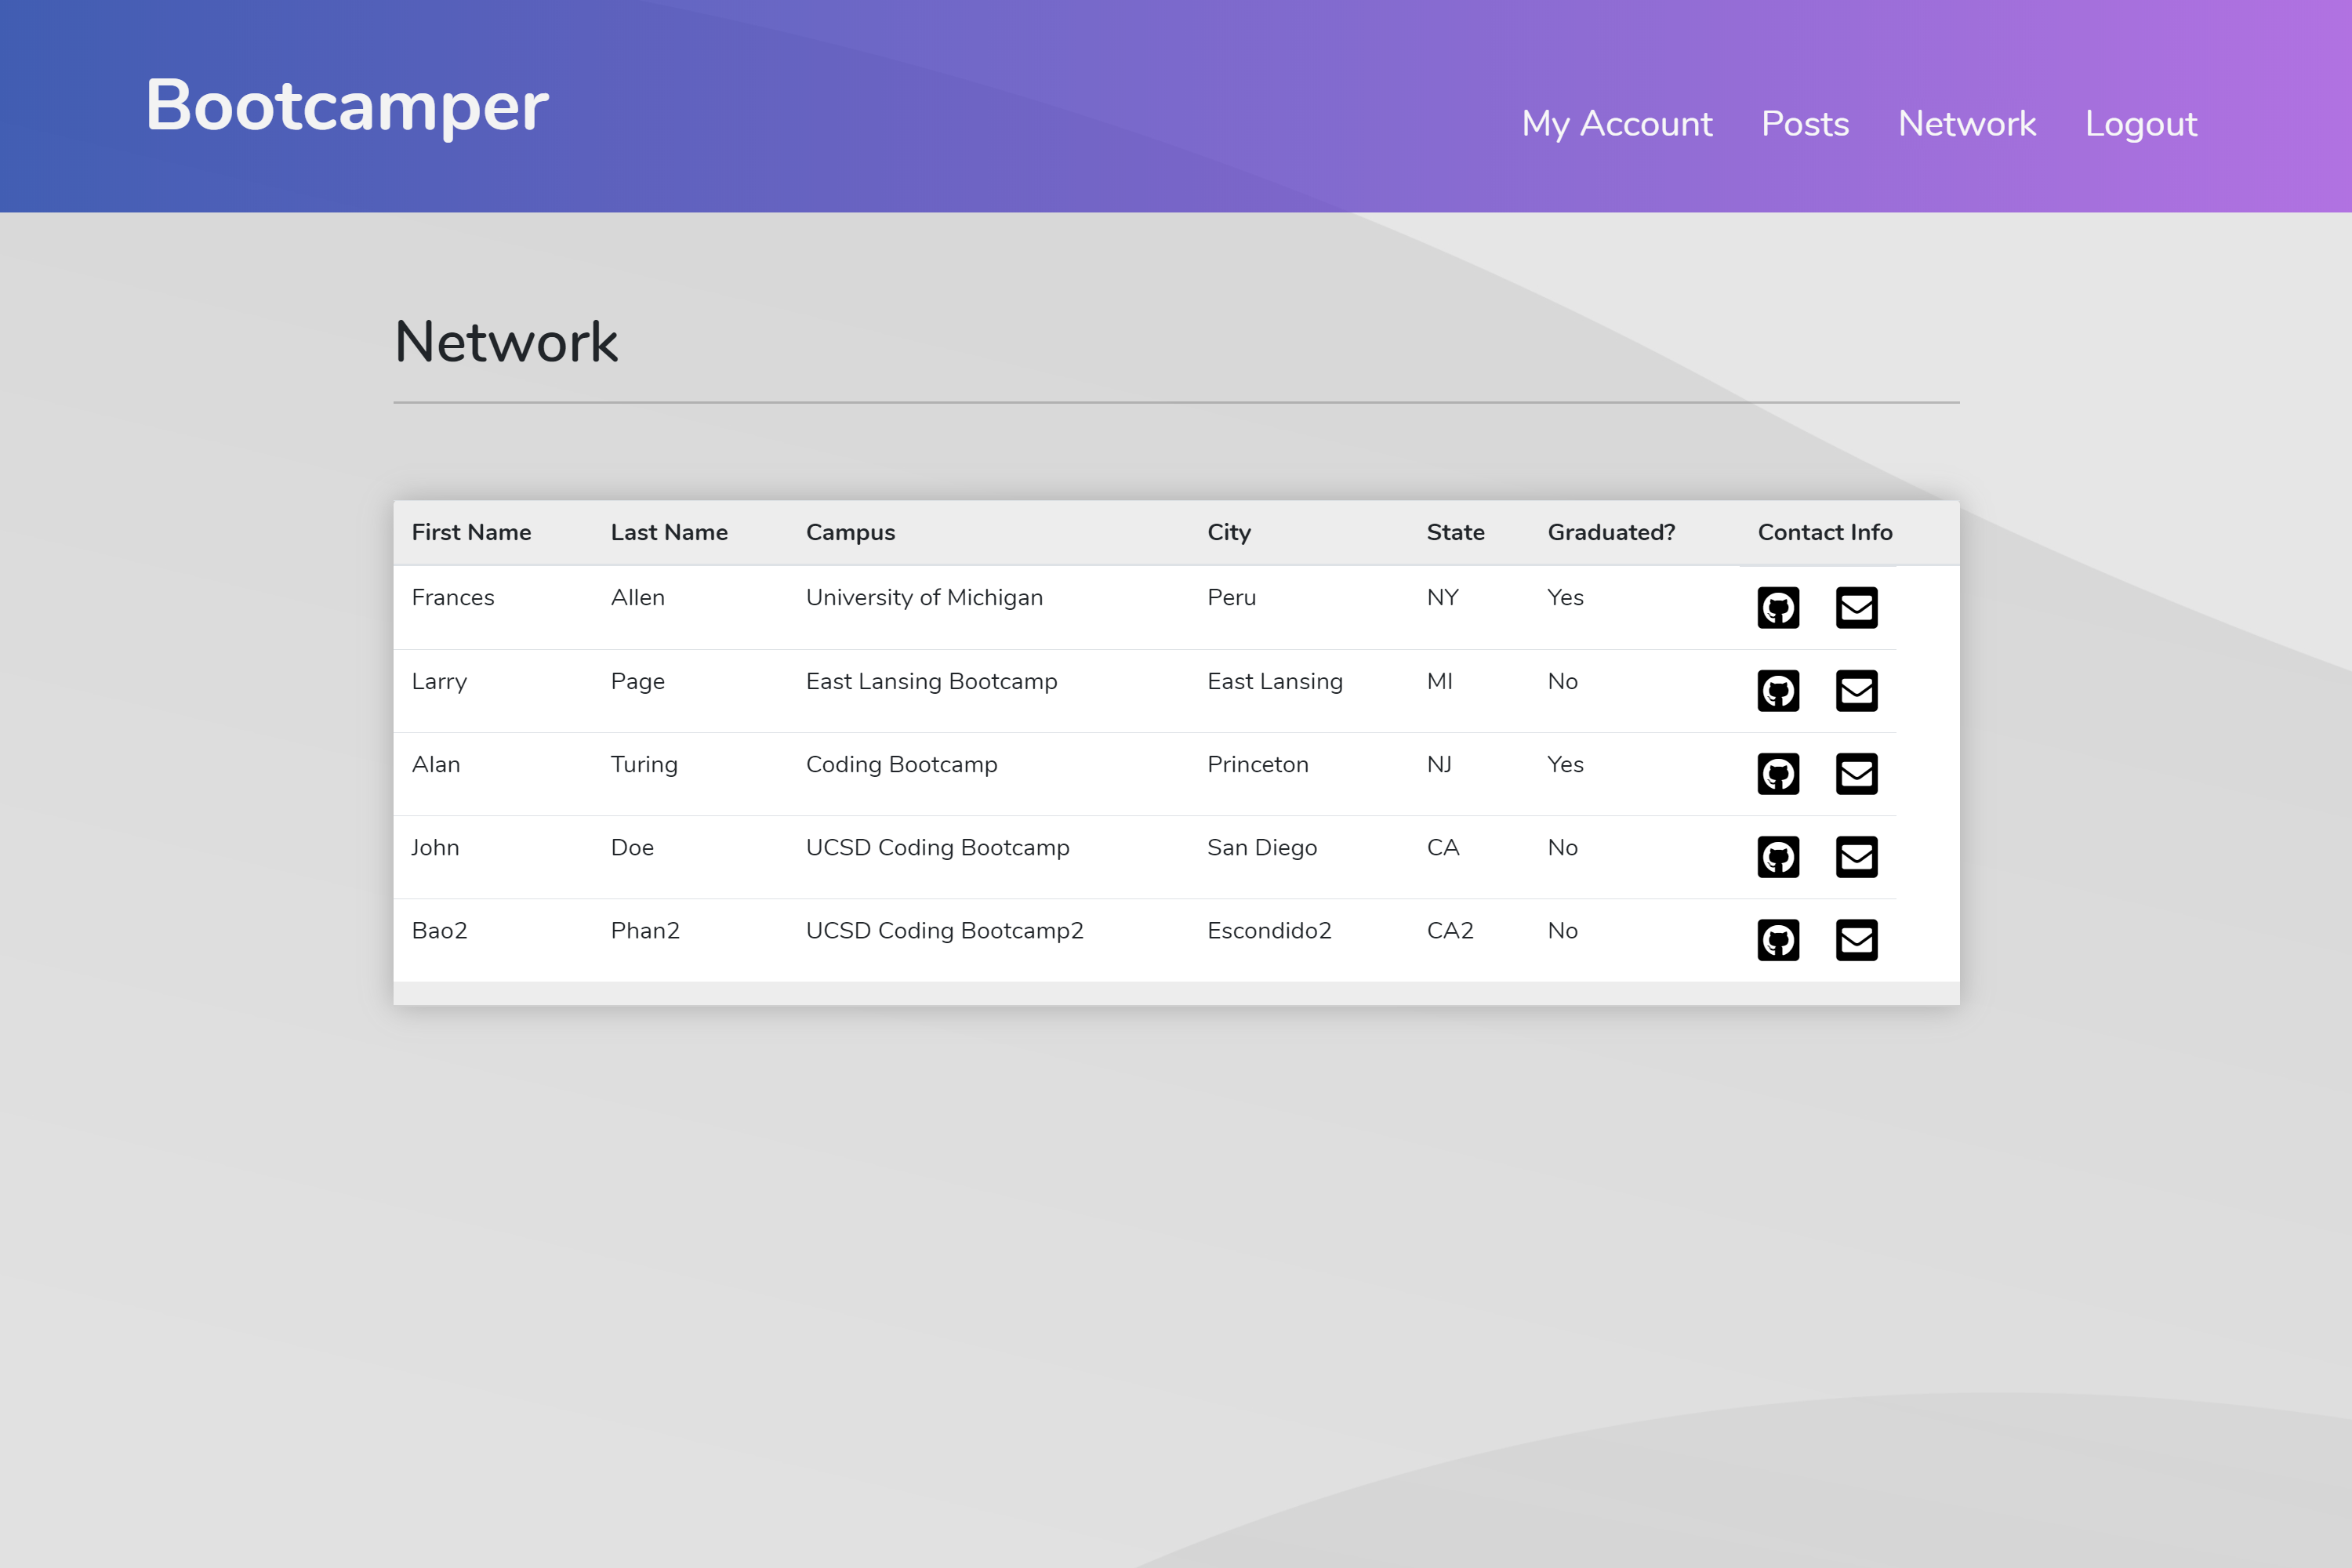 Bootcamper
My Account Posts Network Logout
Network
First Name Last Name Campus City State Graduated? Contact Info
Frances Allen University of Michigan Peru NY Yes
Larry Page East Lansing Bootcamp East Lansing MI No
Alan Turing Coding Bootcamp Princeton NJ Yes
John Doe UCSD Coding Bootcamp San Diego CA No
Bao2 Phan2 UCSD Coding Bootcamp2 Escondido2 CA2 No